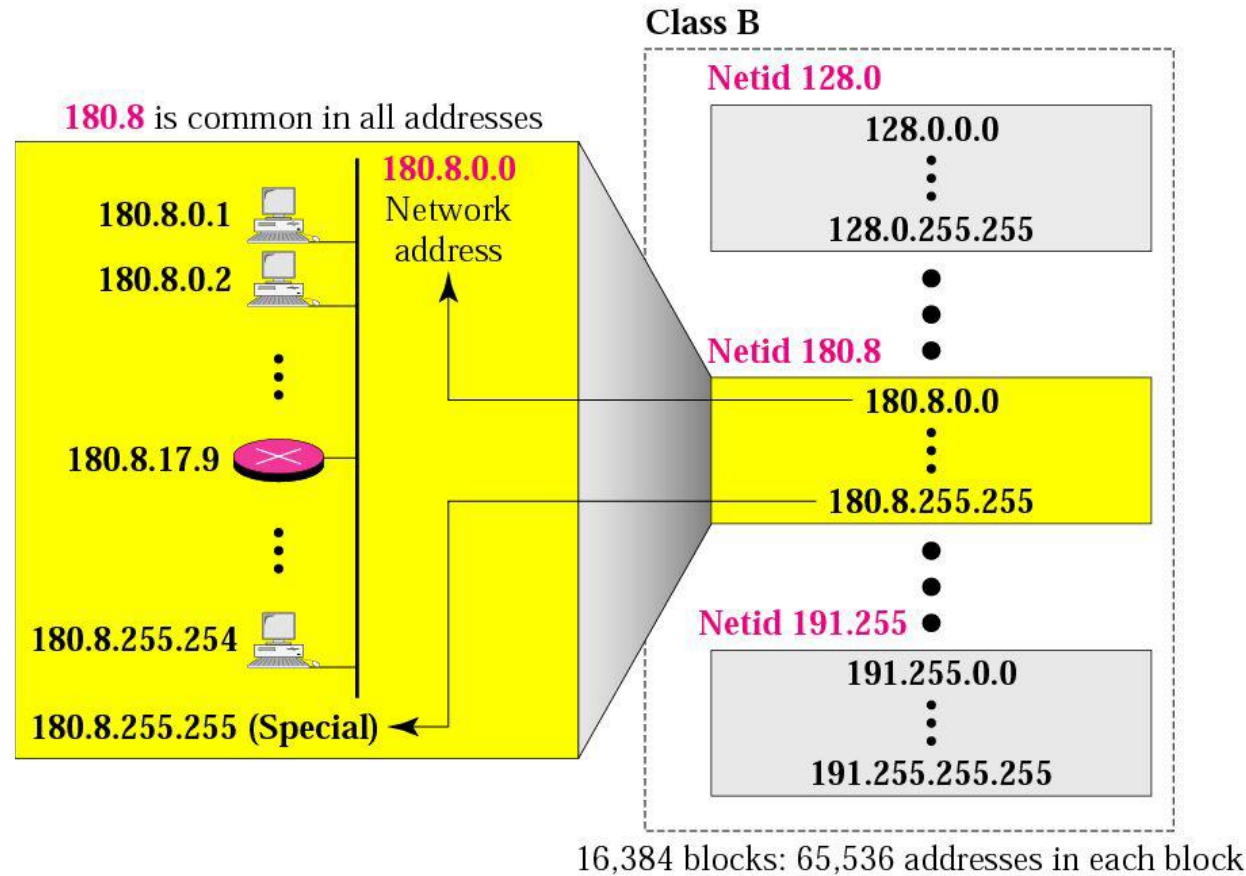 Class B
Netid 128.0
128.0.0.0
128.0.255.255
180.8 is common in all addresses
180.8.0.0
Network
address
180.8.0.1
180.8.0.2
180.8.17.9
180.8.255.254
180.8.255.255 (Special)
Netid 180.8
180.8.0.0
180.8.255.255
Netid 191.255
191.255.0.0
191.255.255.255
16,384 blocks: 65,536 addresses in each block